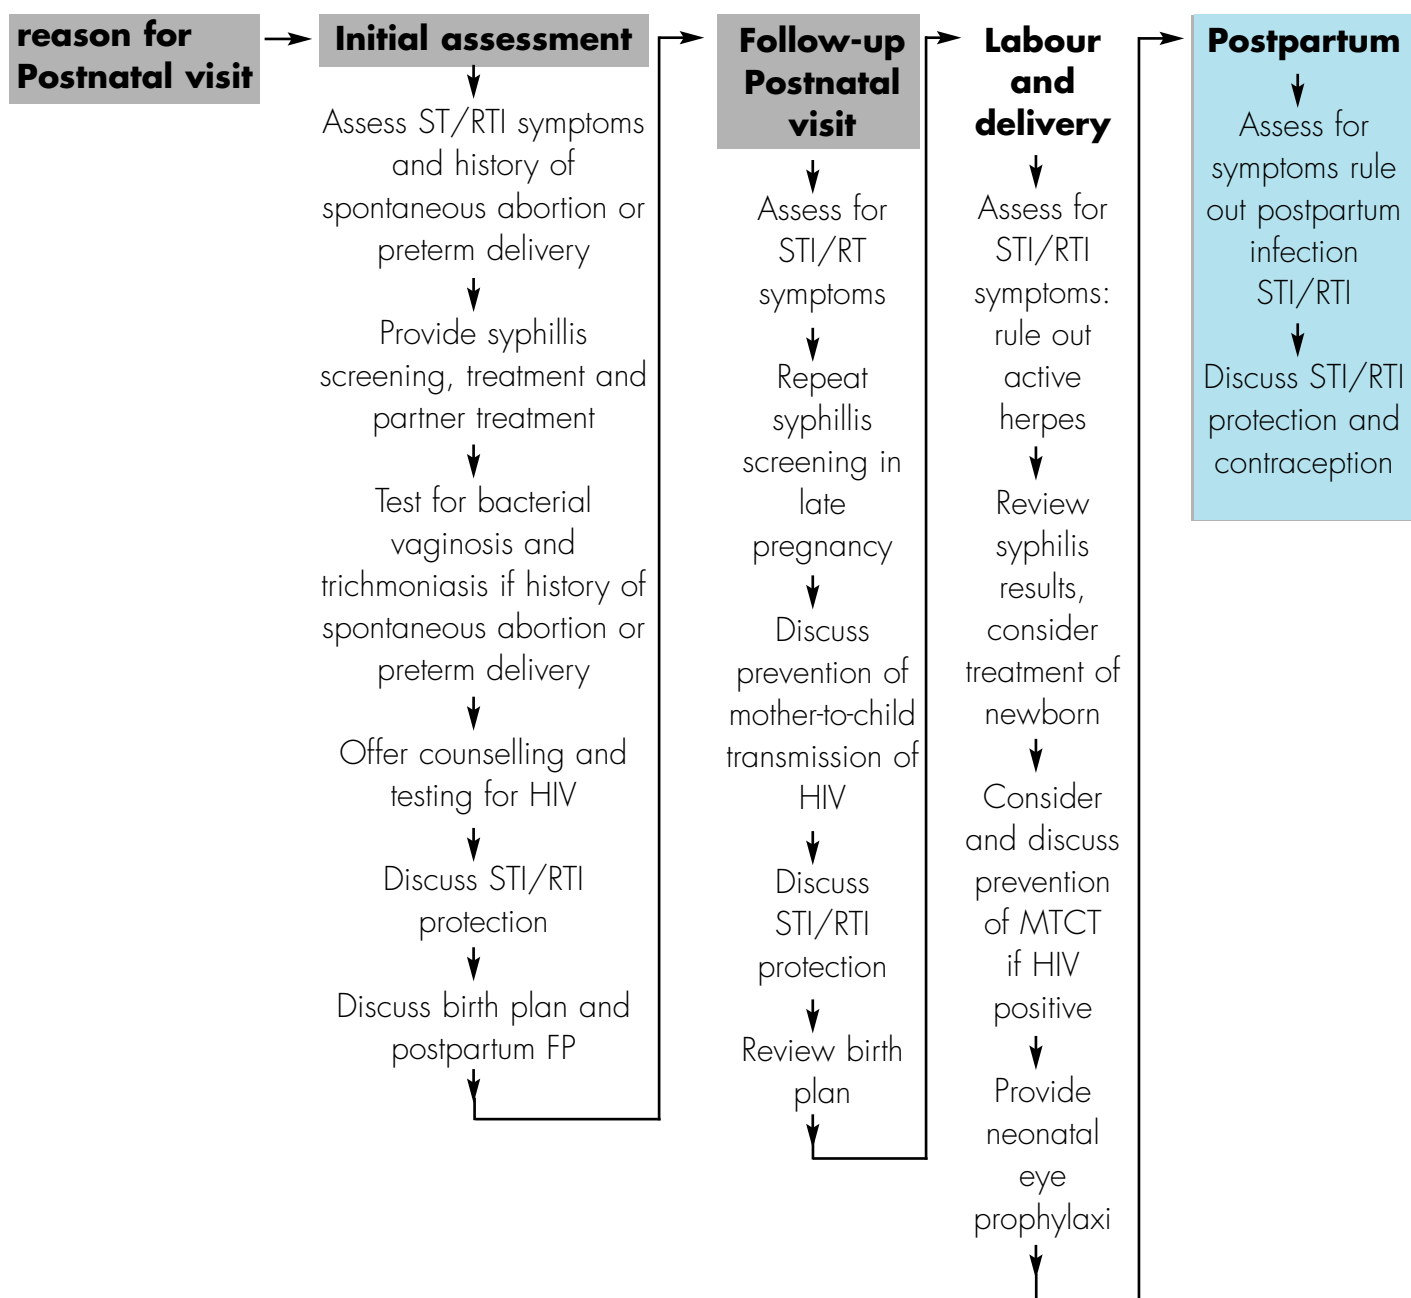 reason for
Postnatal visit
Initial assessment
Assess ST/RTI symptoms
and history of
spontaneous abortion or
preterm delivery
Provide syphillis
screening, treatment and
partner treatment
Test for bacterial
vaginosis and
trichmoniasis if history of
spontaneous abortion or
preterm delivery
Offer counselling and
testing for HIV
Discuss STI/RTI
protection
Discuss birth plan and
postpartum FP
Follow-up
Postnatal
visit
Assess for
STI/RT
symptoms
Repeat
syphillis
screening in
late
pregnancy
Discuss
prevention of
mother-to-child
transmission of
HIV
Discuss
STI/RTI
protection
Review birth
plan
Labour
and
delivery
Assess for
STI/RTI
symptoms:
rule out
active
herpes
Review
syphilis
results,
consider
treatment of
newborn
Consider
and discuss
prevention
of MTCT
if HIV
positive
Provide
neonatal
eye
prophylaxi
Postpartum
Assess for
symptoms rule
out postpartum
infection
STI/RTI
Discuss STI/RTI
protection and
contraception